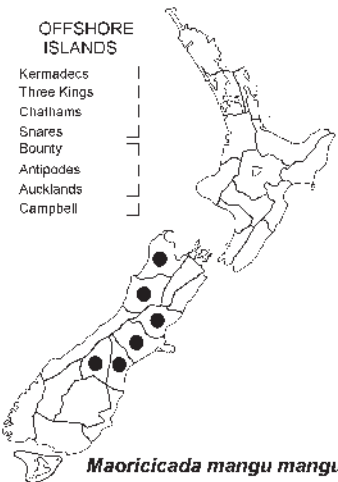 OFFSHORE
ISLANDS
Kermadecs
Three Kings
Chathams
Snares
Bounty
Antipodes
Aucklands
Campbell
Maoricicada mangu mangu